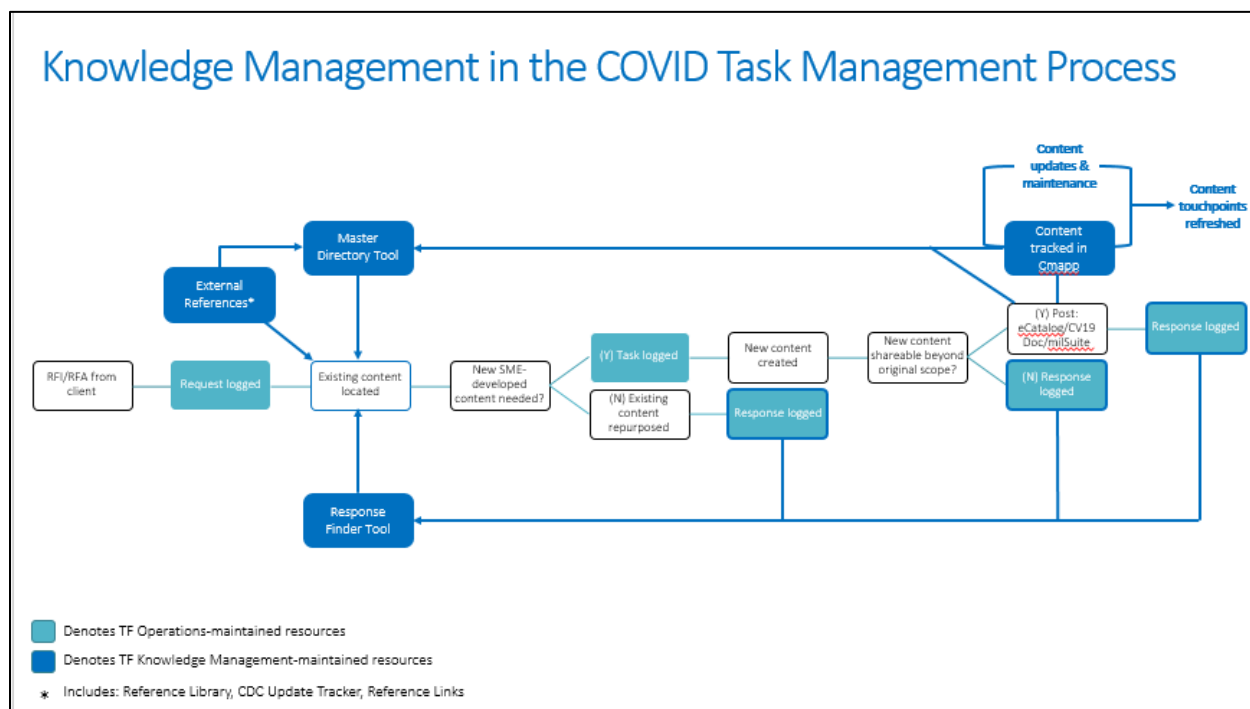 Knowledge Management in the COVID Task Management Process
Content
updates &
maintenance
Content
touchpoints
refreshed
Master
Directory Tool
Content
tracked in
Cmapp
External
References*
RFI/RFA from
client
Request logged
Existing content
located
New SME-
developed
content needed?
(Y) Task logged
(N) Existing
content
repurposed
New content
created
Response logged
New content
shareable beyond
original scope?
(Y) Post:
eCatalog/CV19
Doc/milSuite
(N) Response
logged
Response logged
Response
Finder Tool
Denotes TF Operations-maintained resources
Denotes TF Knowledge Management-maintained resources
* Includes: Reference Library, CDC Update Tracker, Reference Links